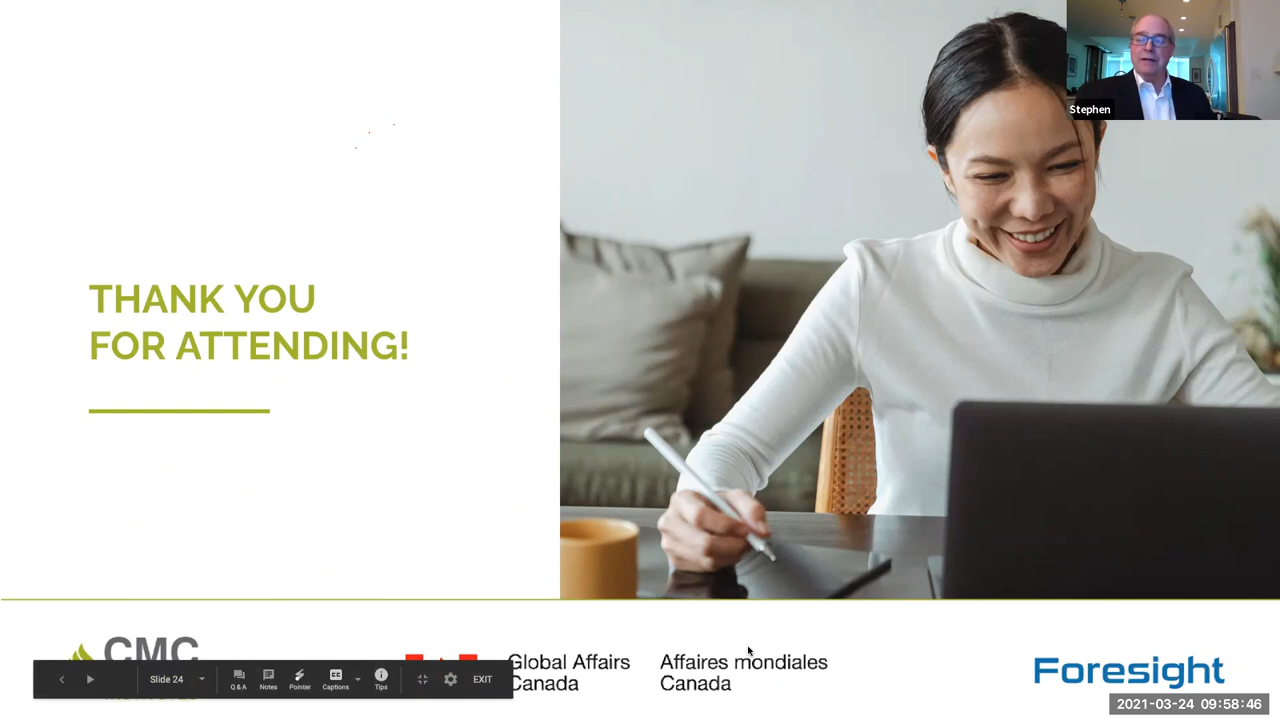 Stephen
THANK YOU
FOR ATTENDING!
CMC
Global Affairs
Canada
Affaires mondiales
Canada
Foresight
Slide 24
Q & A
Notes
Pointer
Captions
Tips
EXIT
2021-03-24 09:58:46